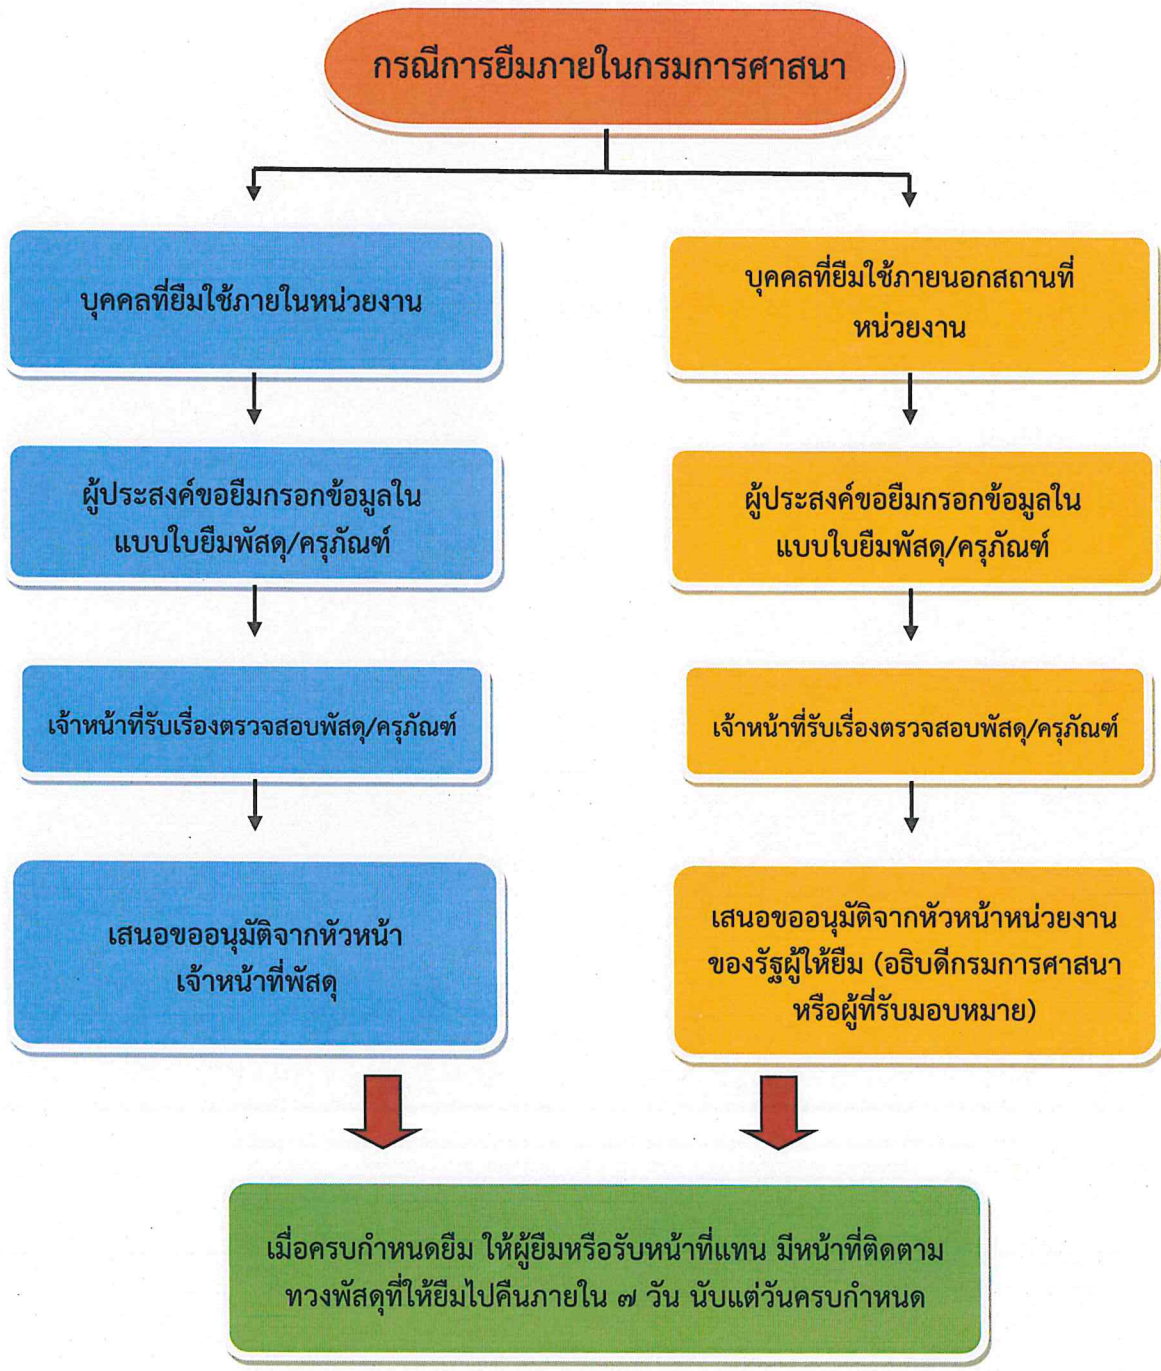 กรณีการยืมภายในกรมการศาสนา
บุคคลที่ยืมใช้ภายในหน่วยงาน
ผู้ประสงค์ขอยืมกรอกข้อมูลใน
แบบใบยืมพัสดุ/ครุภัณฑ์
เจ้าหน้าที่รับเรื่องตรวจสอบพัสดุ/ครุภัณฑ์
เสนอขออนุมัติจากหัวหน้า
เจ้าหน้าที่พัสดุ
บุคคลที่ยืมใช้ภายนอกสถานที่
หน่วยงาน
ผู้ประสงค์ขอยืมกรอกข้อมูลใน
แบบใบยืมพัสดุ/ครุภัณฑ์
เจ้าหน้าที่รับเรื่องตรวจสอบพัสดุ/ครุภัณฑ์
เสนอขออนุมัติจากหัวหน้าหน่วยงาน
ของรัฐผู้ให้ยืม (อธิบดีกรมการศาสนา
หรือผู้ที่รับมอบหมาย)
เมื่อครบกำหนดยืม ให้ผู้ยืมหรือรับหน้าที่แทน มีหน้าที่ติดตาม
ทวงพัสดุที่ให้ยืมไปคืนภายใน ๗ วัน นับแต่วันครบกำหนด